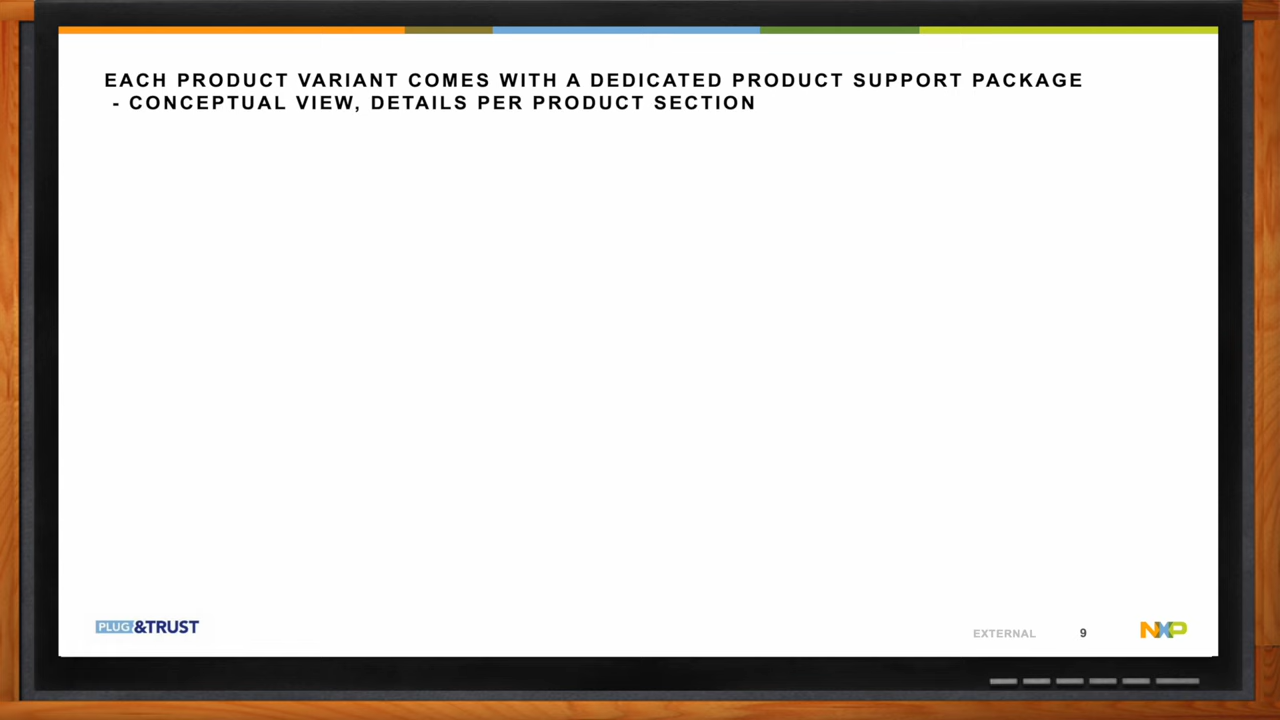 EACH PRODUCT VARIANT COMES WITH A DEDICATED PRODUCT SUPPORT PACKAGE
- CONCEPTUAL VIEW, DETAILS PER PRODUCT SECTION
PLUG &TRUST
EXTERNAL 9 NXP